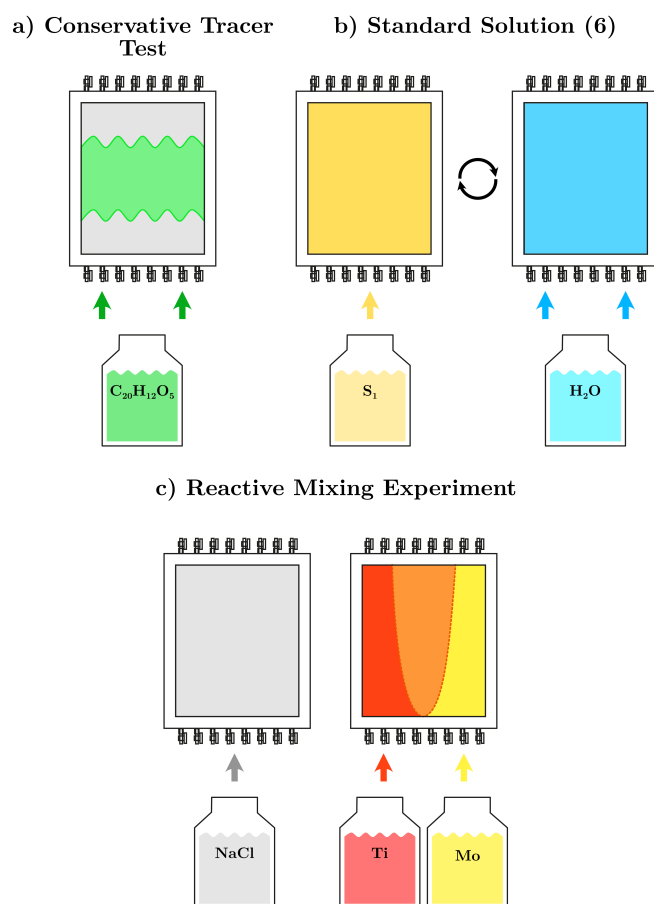 a) Conservative Tracer
Test
b) Standard Solution (6)
C₂₀H₁₂O₅
S₁
H₂O
c) Reactive Mixing Experiment
NaCl
Ti
Mo